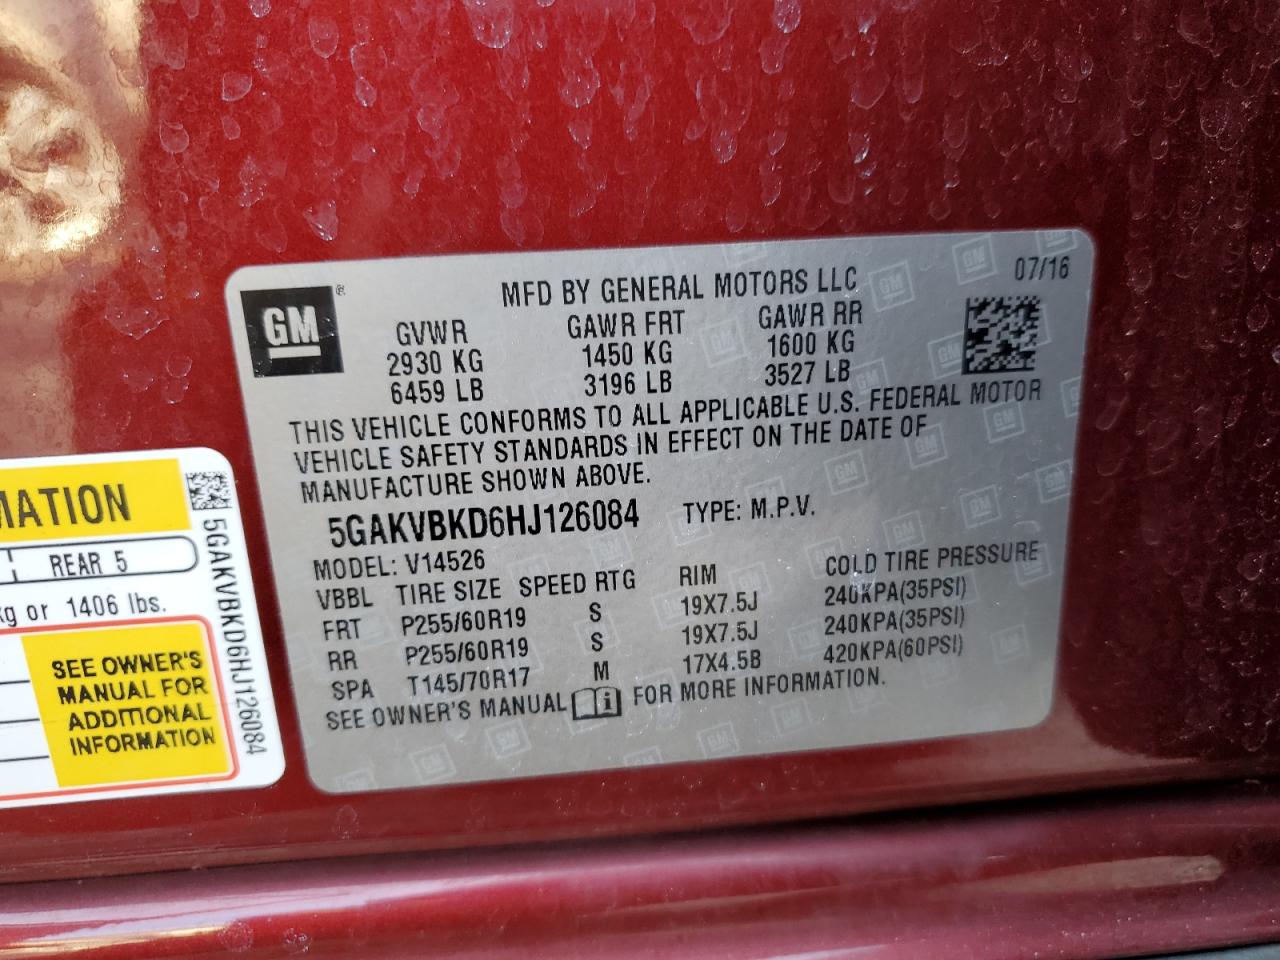 MFD BY GENERAL MOTORS LLC 07/16
GM ®
GVWR GAWR FRT GAWR RR
2930 KG 1450 KG 1600 KG
6459 LB 3196 LB 3527 LB
THIS VEHICLE CONFORMS TO ALL APPLICABLE U.S. FEDERAL MOTOR
VEHICLE SAFETY STANDARDS IN EFFECT ON THE DATE OF
MANUFACTURE SHOWN ABOVE.
5GAKVBKD6HJ126084 TYPE: M.P.V.
MODEL: V14526
VBBL TIRE SIZE SPEED RTG RIM COLD TIRE PRESSURE
FRT P255/60R19 S 19X7.5J 240KPA(35PSI)
RR P255/60R19 S 19X7.5J 240KPA(35PSI)
SPA T145/70R17 M 17X4.5B 420KPA(60PSI)
SEE OWNER'S MANUAL FOR MORE INFORMATION.
MATION
REAR 5
kg or 1406 lbs.
SEE OWNER'S
MANUAL FOR
ADDITIONAL
INFORMATION
5GAKVBKD6HJ126084